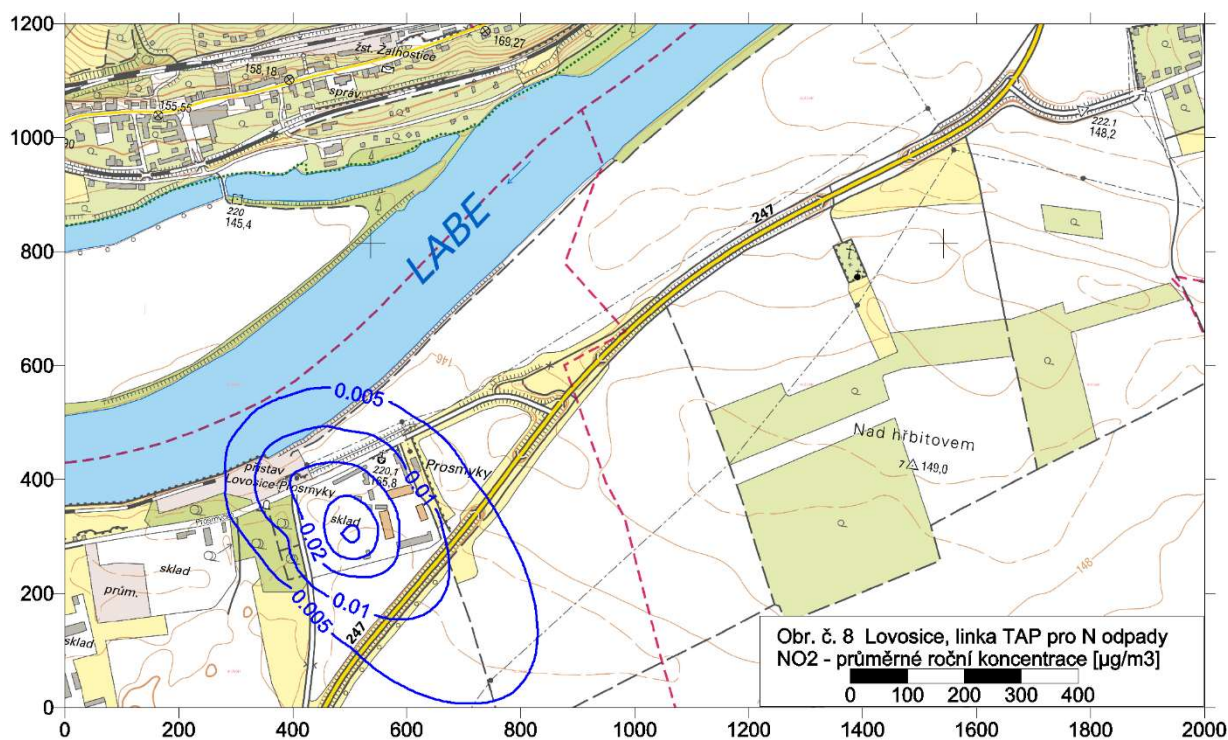 1200
1000
800
600
400
200
0
169,27
žst. Žalhostice
158,18
správ.
155,55
90
222.1
148,2
220
145,4
LABE
247
146
0.005
0.01
0.02
přístav
Lovosice-Prosmyky
220,1
165,8
Prosmyky
sklad
Nad hřbitovem
7 149,0
148
sklad
prům.
sklad
0.01
0.005
247
Obr. č. 8 Lovosice, linka TAP pro N odpady
NO2 - průměrné roční koncentrace [µg/m3]
0 100 200 300 400
0 200 400 600 800 1000 1200 1400 1600 1800 2000